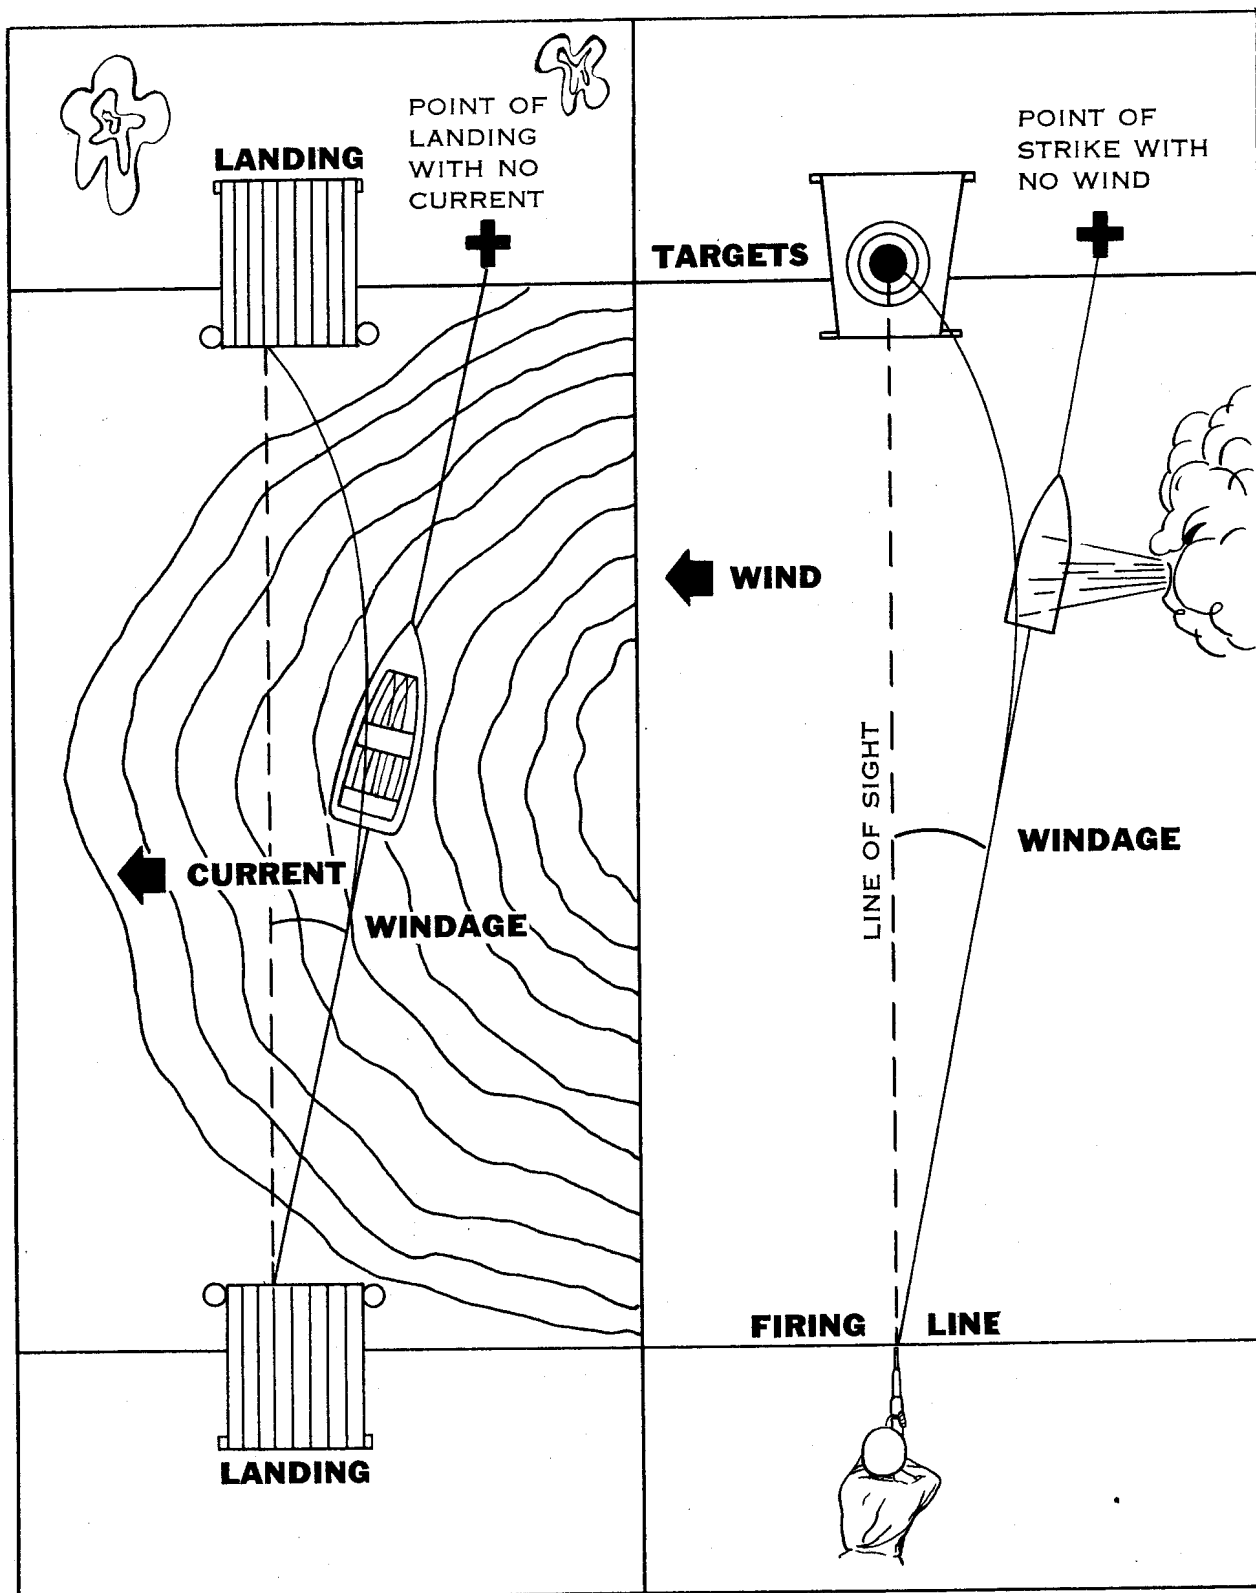 POINT OF
LANDING
WITH NO
CURRENT
LANDING
CURRENT
WINDAGE
LANDING
POINT OF
STRIKE WITH
NO WIND
TARGETS
WIND
LINE OF SIGHT
WINDAGE
FIRING LINE